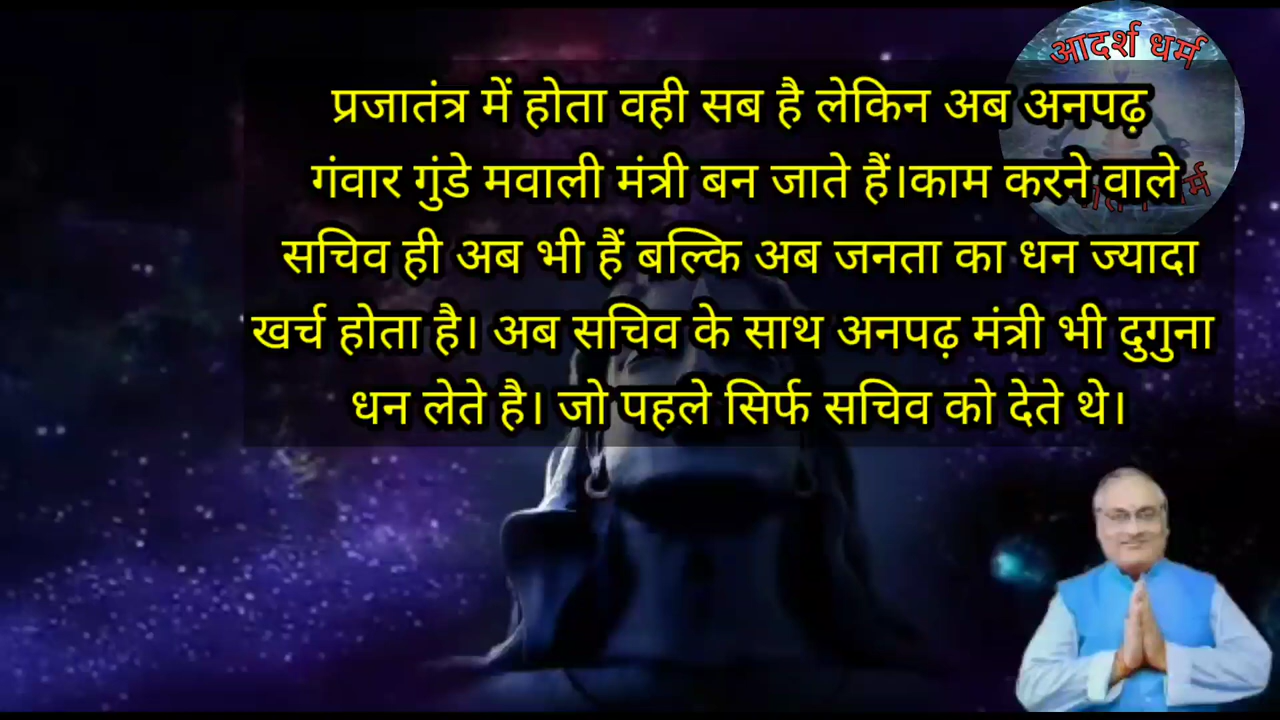 आदर्श धर्म
प्रजातंत्र में होता वही सब है लेकिन अब अनपढ़
गंवार गुंडे मवाली मंत्री बन जाते हैं।काम करने वाले
सचिव ही अब भी हैं बल्कि अब जनता का धन ज्यादा
खर्च होता है। अब सचिव के साथ अनपढ़ मंत्री भी दुगुना
धन लेते है। जो पहले सिर्फ सचिव को देते थे।